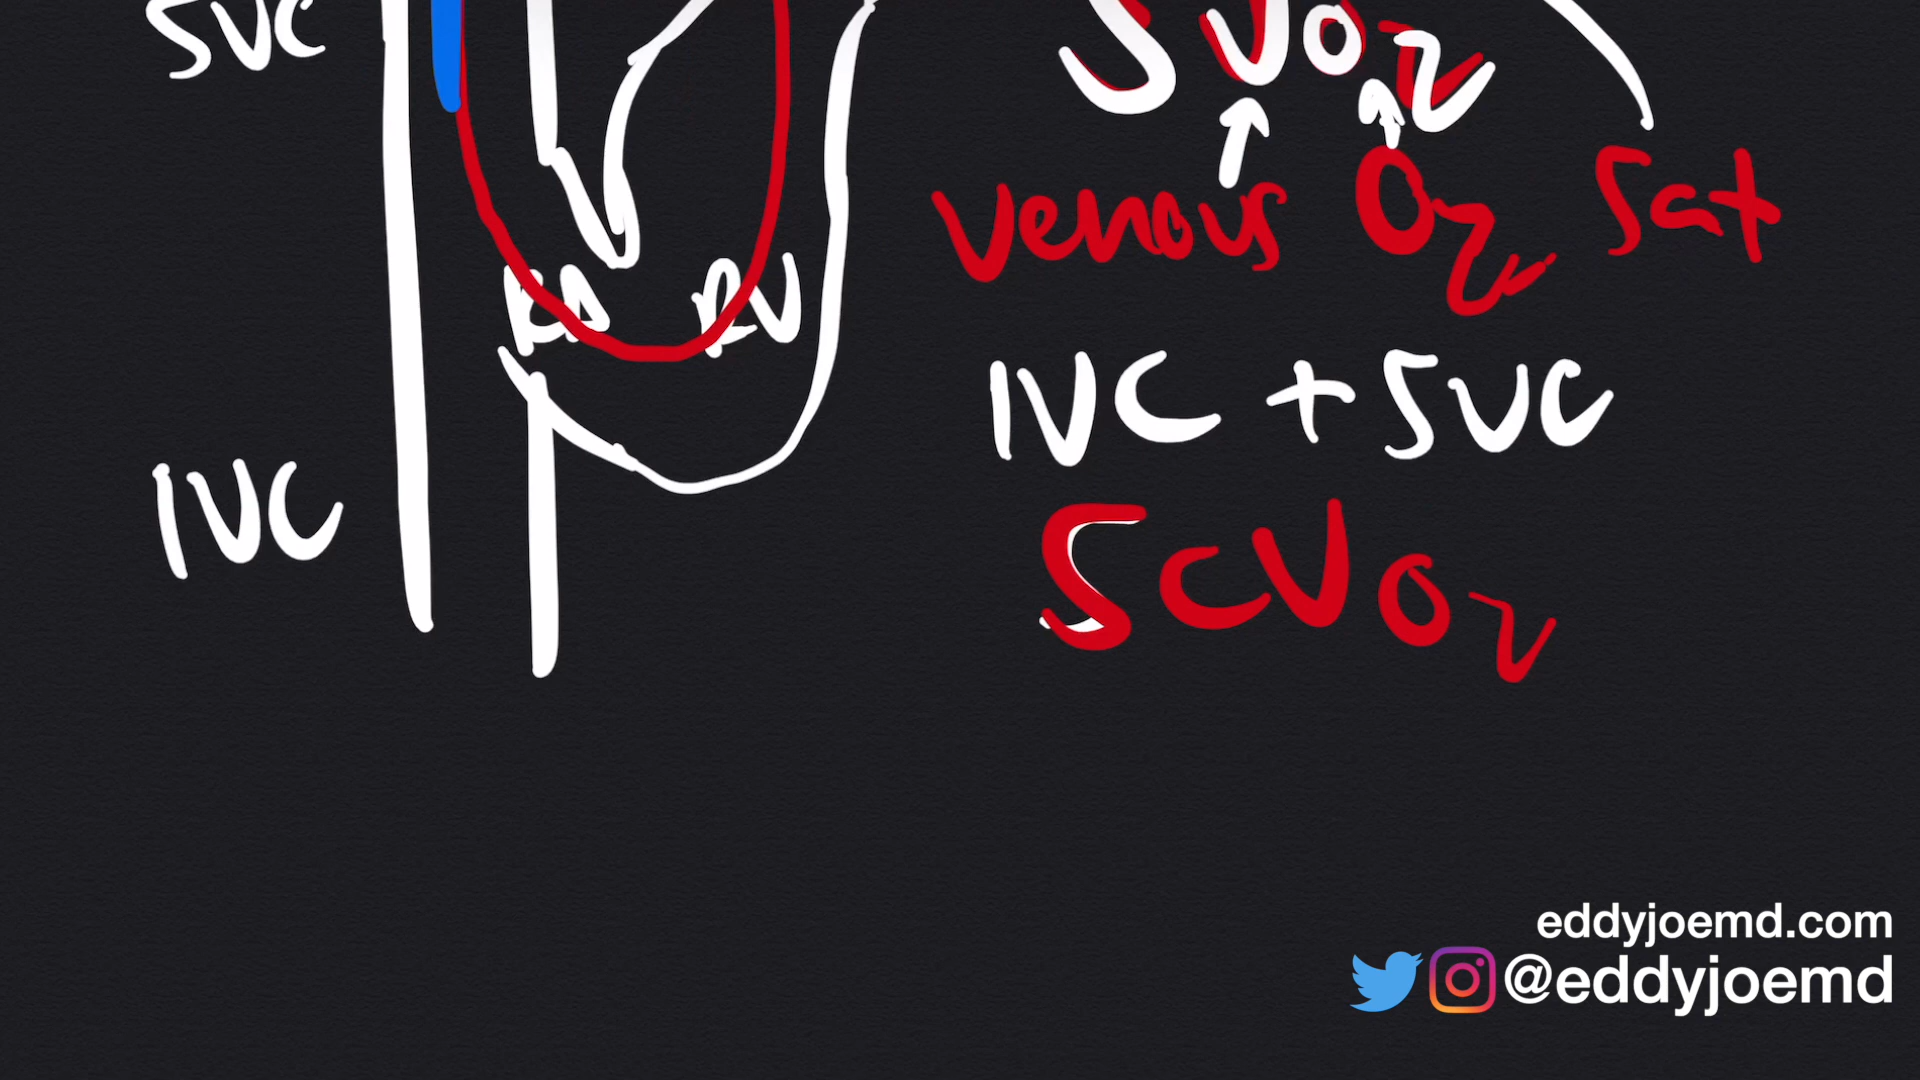 SVC
SVO2
venous O2 Sat
RA RV
IVC + SVC
IVC
SCVO2
eddyjoemd.com
@eddyjoemd